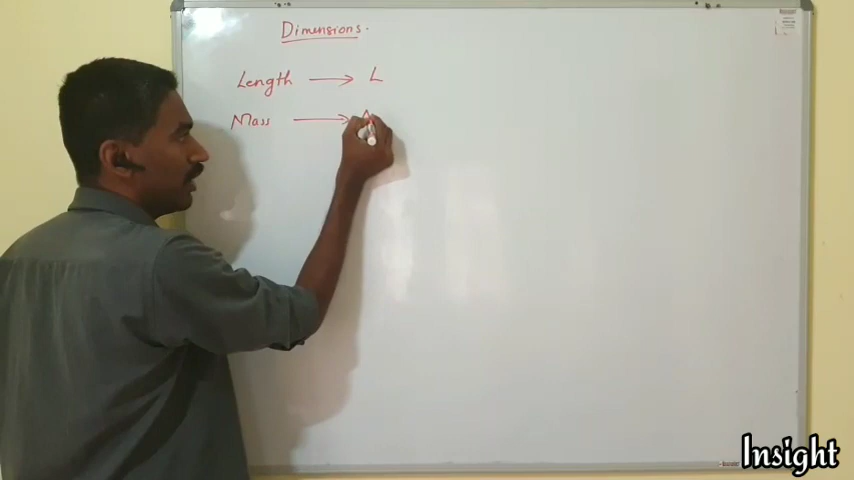 Dimensions.
Length → L
Mass →
Insight